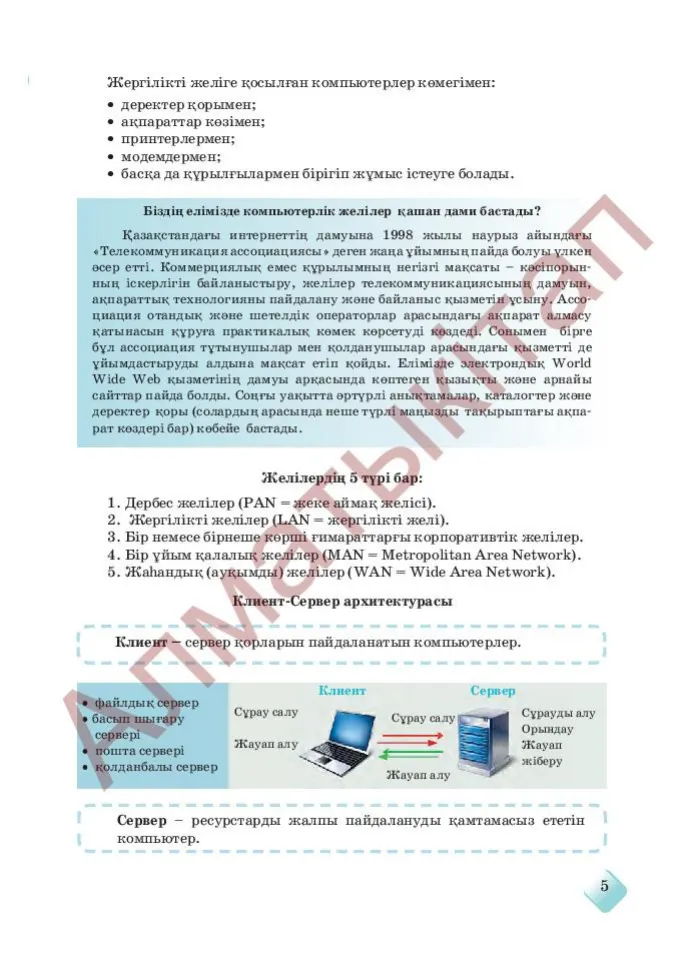 Жергілікті желіге қосылған компьютерлер көмегімен:
• деректер қорымен;
• ақпараттар көзімен;
• принтерлермен;
• модемдермен;
• басқа да құрылғылармен бірігіп жұмыс істеуге болады.
Біздің елімізде компьютерлік желілер қашан дами бастады?
Қазақстандағы интернеттің дамуына 1998 жылы наурыз айындағы
«Телекоммуникация ассоциациясы» деген жаңа ұйымның пайда болуы үлкен
әсер етті. Коммерциялық емес құрылымның негізгі мақсаты – кәсіпорын-
ның іскерлігін байланыстыру, желілер телекоммуникациясының дамуын,
ақпараттық технологияны пайдалану және байланыс қызметін ұсыну. Ассо-
циация отандық және шетелдік операторлар арасындағы ақпарат алмасу
қатынасын құруға практикалық көмек көрсетуді көздеді. Сонымен бірге
бұл ассоциация тұтынушылар мен қолданушылар арасындағы қызметті де
ұйымдастыруды алдына мақсат етіп қойды. Елімізде электрондық World
Wide Web қызметінің дамуы арқасында көптеген қызықты және арнайы
сайттар пайда болды. Соңғы уақытта әртүрлі анықтамалар, каталогтер және
деректер қоры (солардың арасында неше түрлі маңызды тақырыптағы ақпа-
рат көздері бар) көбейе бастады.
Желілердің 5 түрі бар:
1. Дербес желілер (PAN = жеке аймақ желісі).
2. Жергілікті желілер (LAN = жергілікті желі).
3. Бір немесе бірнеше көрші ғимараттарғы корпоративтік желілер.
4. Бір ұйым қалалық желілер (MAN = Metropolitan Area Network).
5. Жаһандық (ауқымды) желілер (WAN = Wide Area Network).
Клиент-Сервер архитектурасы
Клиент – сервер қорларын пайдаланатын компьютерлер.
• файлдық сервер
• басып шығару
сервері
• пошта сервері
• қолданбалы сервер
Клиент
Сұрау салу
Жауап алу
Сұрау салу
Жауап алу
Сервер
Сұрауды алу
Орындау
Жауап
жіберу
Сервер – ресурстарды жалпы пайдалануды қамтамасыз ететін
компьютер.
5
Алматыкітап